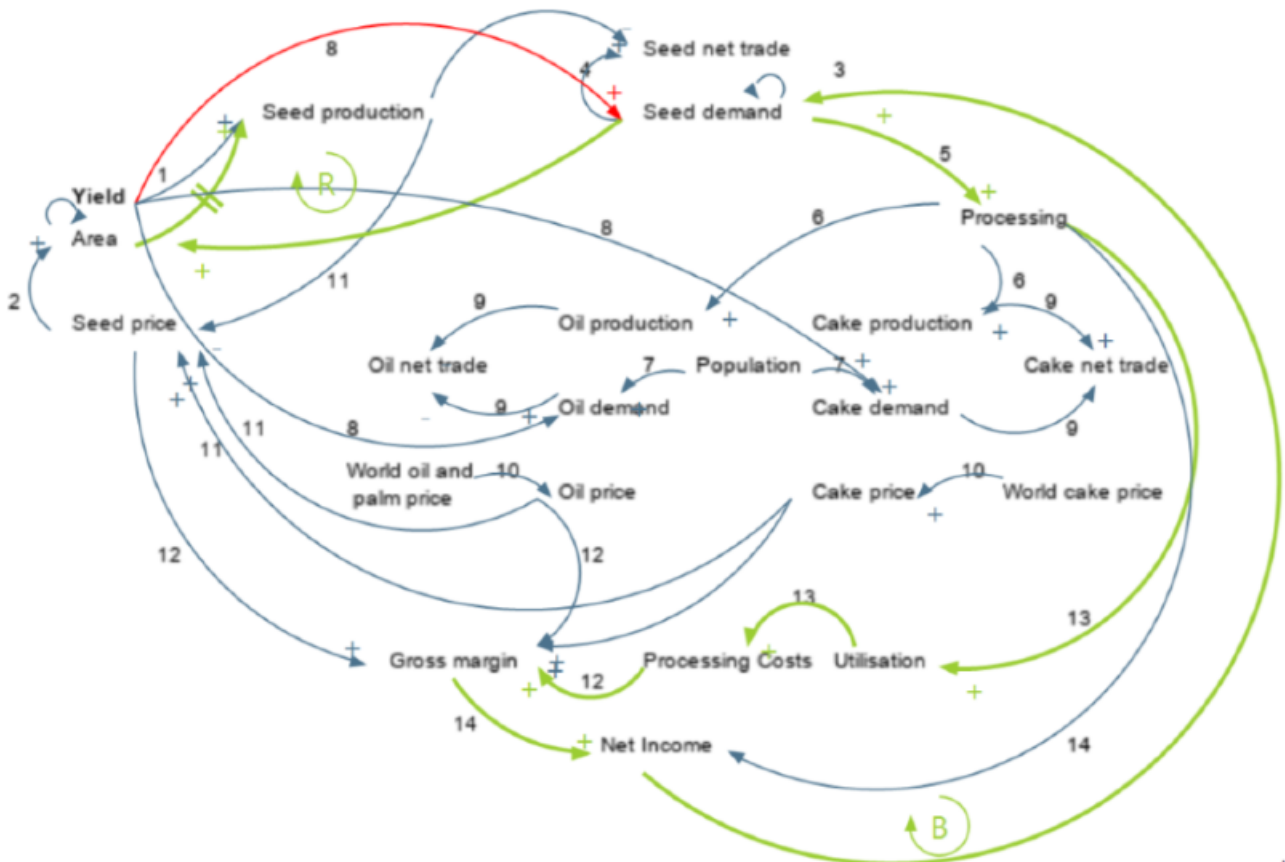 8
Seed net trade
4
3
Seed production
Seed demand
5
1
R
Yield
6
Processing
Area
8
11
6
2
Seed price
9
Oil production
Cake production
9
Oil net trade
7
Population
7
Cake net trade
9
Oil demand
Cake demand
11
8
9
11
World oil and
palm price
10
Oil price
Cake price
10
World cake price
12
12
13
13
Gross margin
Processing Costs
Utilisation
12
14
Net Income
14
B